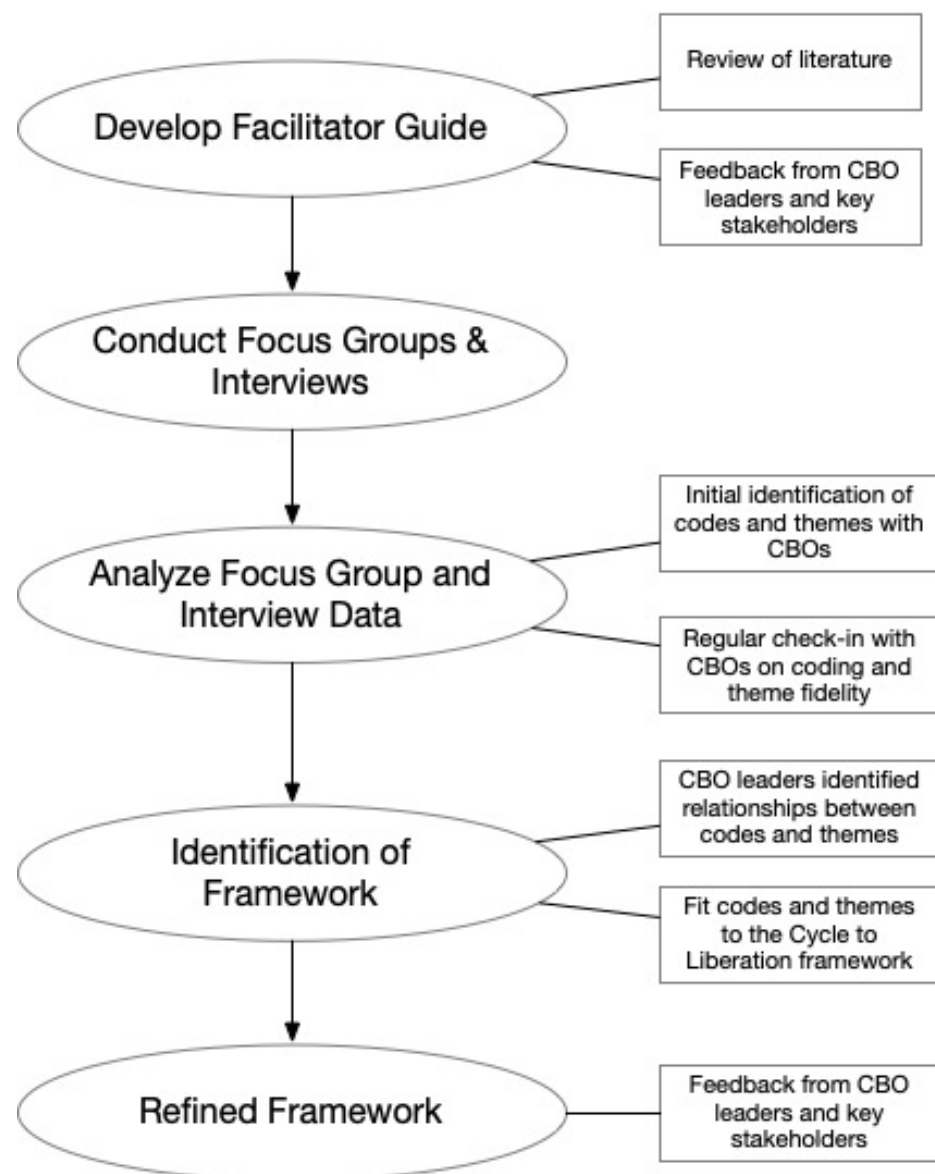 Develop Facilitator Guide
Review of literature
Feedback from CBO
leaders and key
stakeholders
Conduct Focus Groups &
Interviews
Analyze Focus Group and
Interview Data
Initial identification of
codes and themes with
CBOs
Regular check-in with
CBOs on coding and
theme fidelity
Identification of
Framework
CBO leaders identified
relationships between
codes and themes
Fit codes and themes
to the Cycle to
Liberation framework
Refined Framework
Feedback from CBO
leaders and key
stakeholders